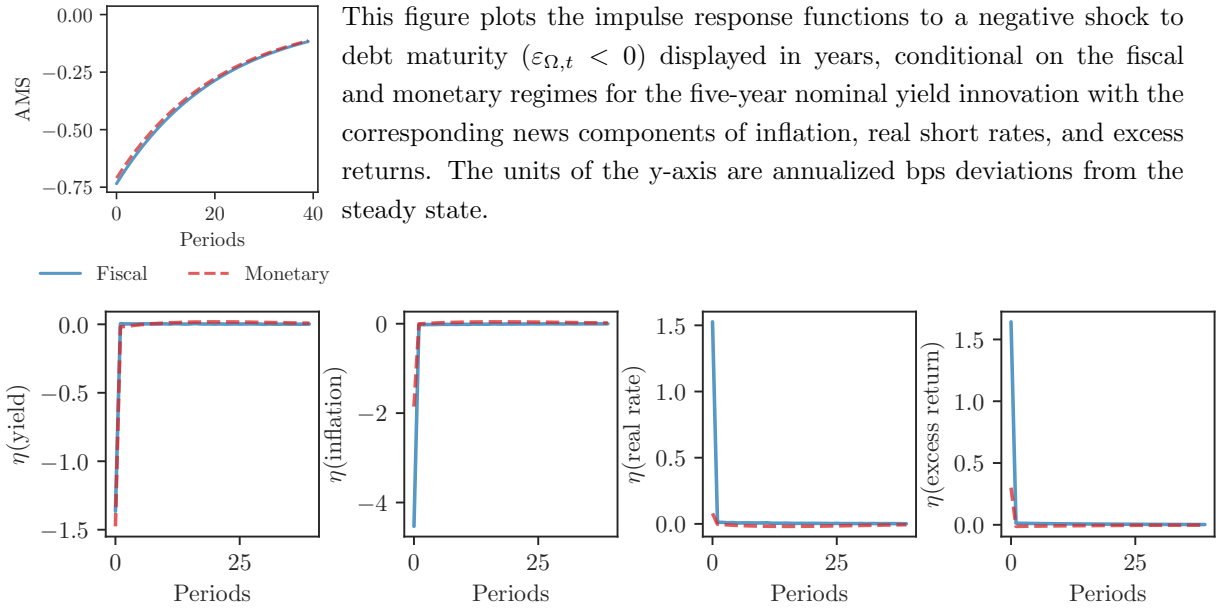 This figure plots the impulse response functions to a negative shock to
debt maturity (εΩ,t < 0) displayed in years, conditional on the fiscal
and monetary regimes for the five-year nominal yield innovation with the
corresponding news components of inflation, real short rates, and excess
returns. The units of the y-axis are annualized bps deviations from the
steady state.
AMS
0.00
−0.25
−0.50
−0.75
0 20 40
Periods
Fiscal Monetary
η(yield)
0.0
−0.5
−1.0
−1.5
0 25
Periods
η(inflation)
0
−2
−4
0 25
Periods
η(real rate)
1.5
1.0
0.5
0.0
0 25
Periods
η(excess return)
1.5
1.0
0.5
0.0
0 25
Periods